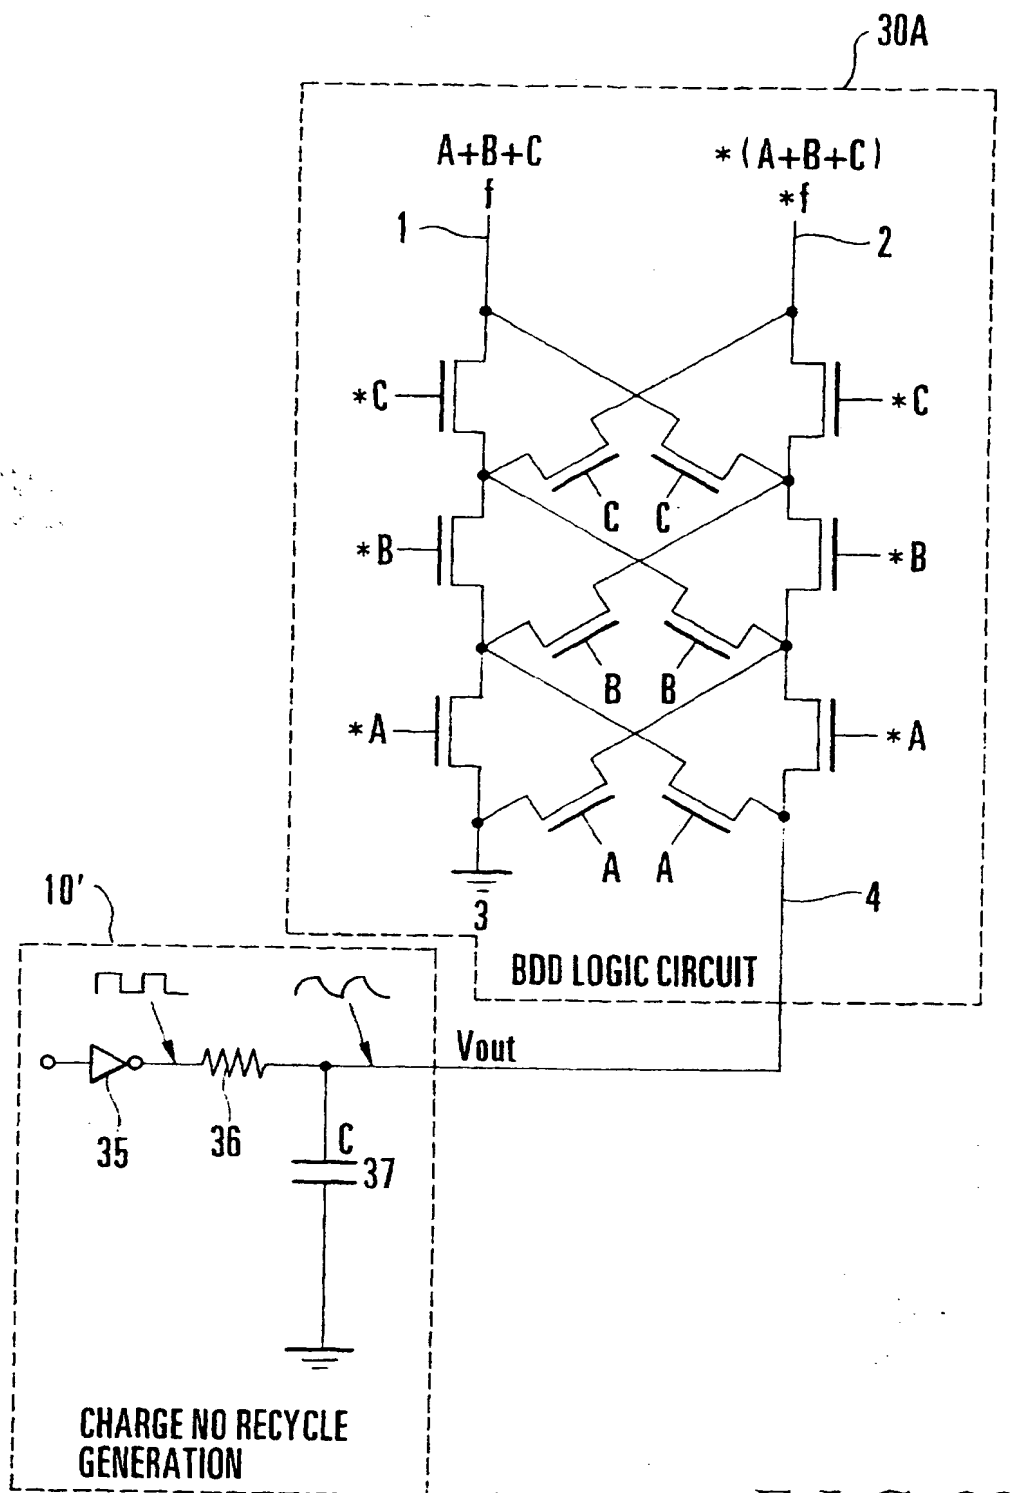 30A
A+B+C
f
*(A+B+C)
*f
1
2
*C
*C
C
C
*B
*B
B
B
*A
*A
A
A
3
4
BDD LOGIC CIRCUIT
10'
Vout
35
36
C
37
CHARGE NO RECYCLE
GENERATION